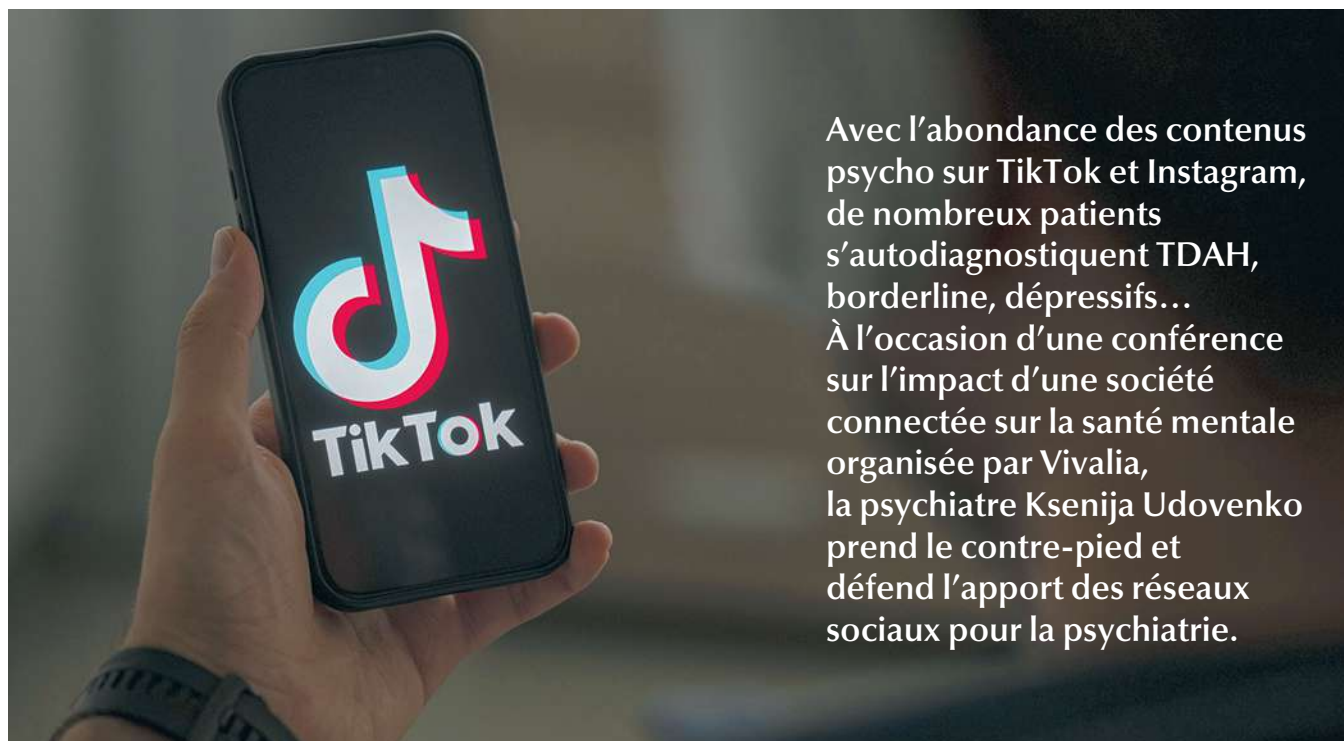 TikTok
Avec l’abondance des contenus
psycho sur TikTok et Instagram,
de nombreux patients
s’autodiagnostiquent TDAH,
borderline, dépressifs…
À l’occasion d’une conférence
sur l’impact d’une société
connectée sur la santé mentale
organisée par Vivalia,
la psychiatre Ksenija Udovenko
prend le contre-pied et
défend l’apport des réseaux
sociaux pour la psychiatrie.